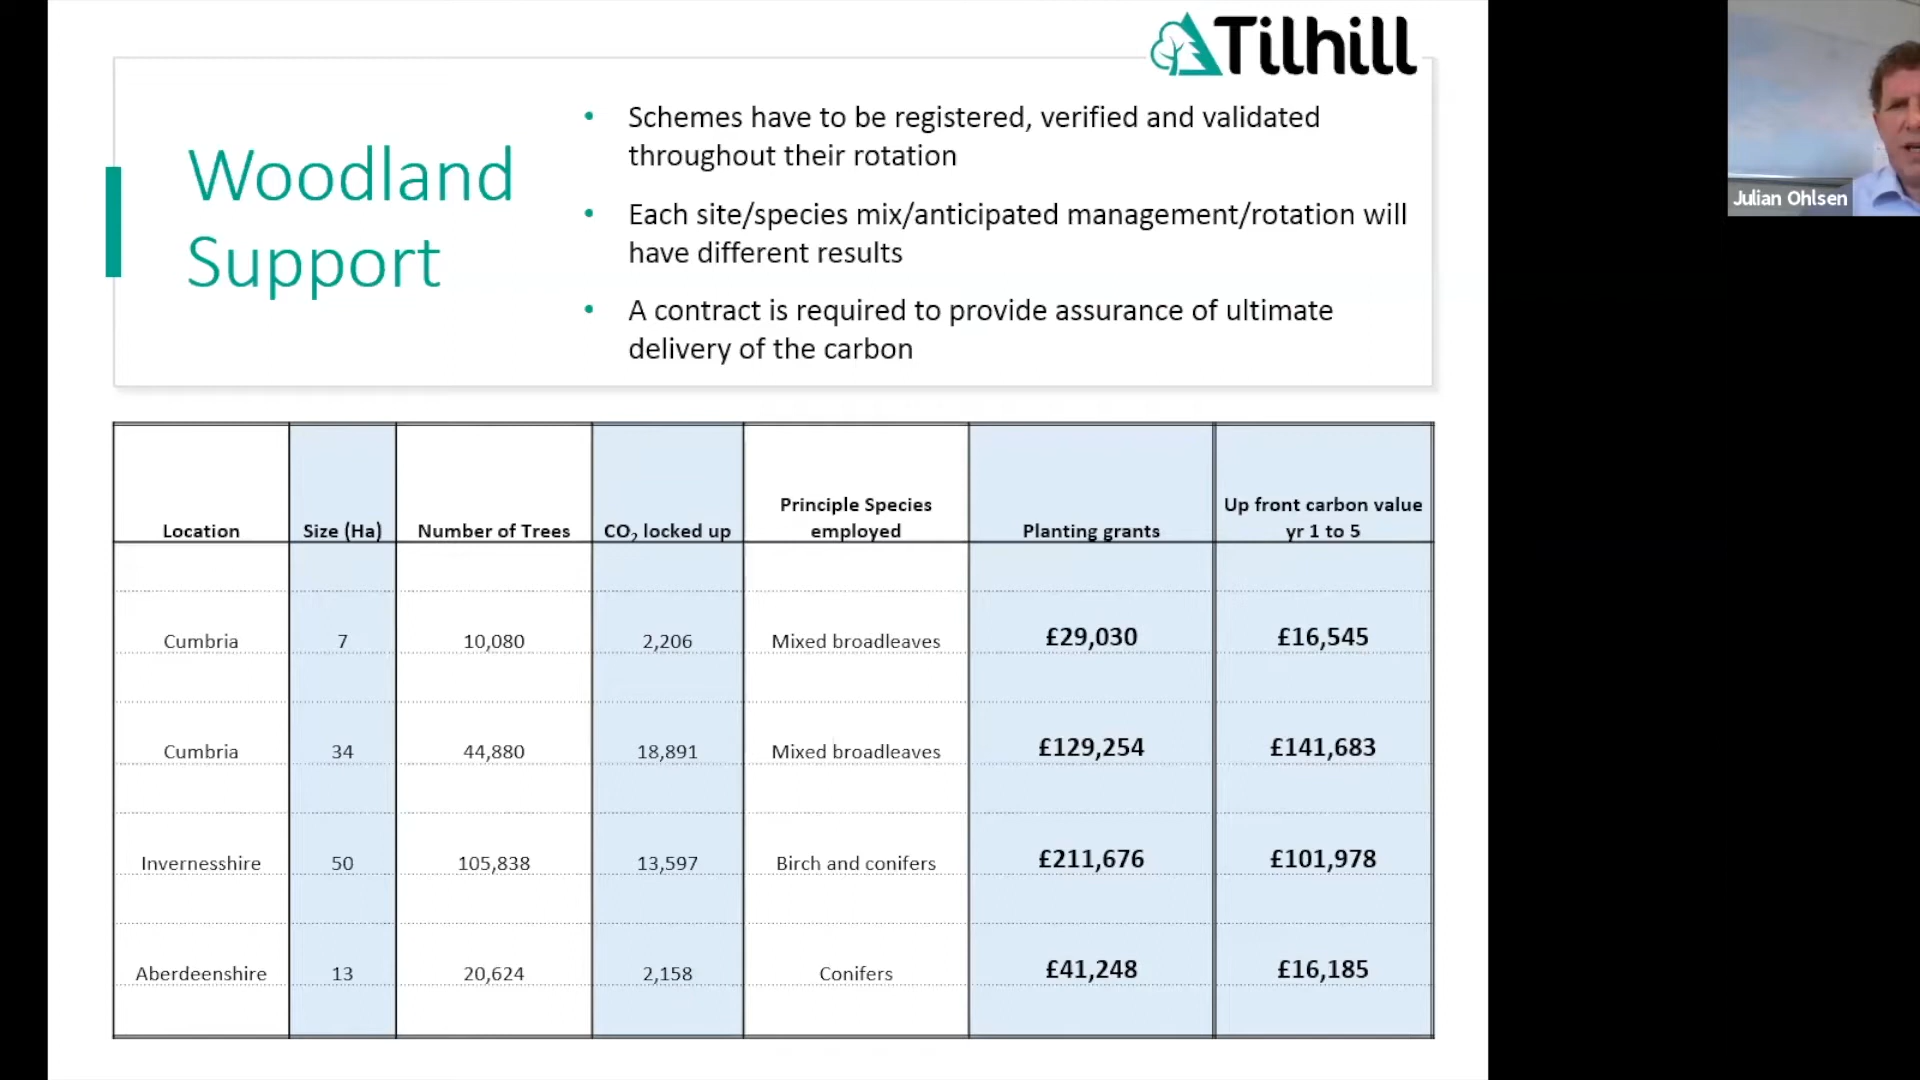 Tilhill
Woodland
Support
• Schemes have to be registered, verified and validated
throughout their rotation
• Each site/species mix/anticipated management/rotation will
have different results
• A contract is required to provide assurance of ultimate
delivery of the carbon
Julian Ohlsen
Location Size (Ha) Number of Trees CO₂ locked up Principle Species employed Planting grants Up front carbon value yr 1 to 5
Cumbria 7 10,080 2,206 Mixed broadleaves £29,030 £16,545
Cumbria 34 44,880 18,891 Mixed broadleaves £129,254 £141,683
Invernesshire 50 105,838 13,597 Birch and conifers £211,676 £101,978
Aberdeenshire 13 20,624 2,158 Conifers £41,248 £16,185